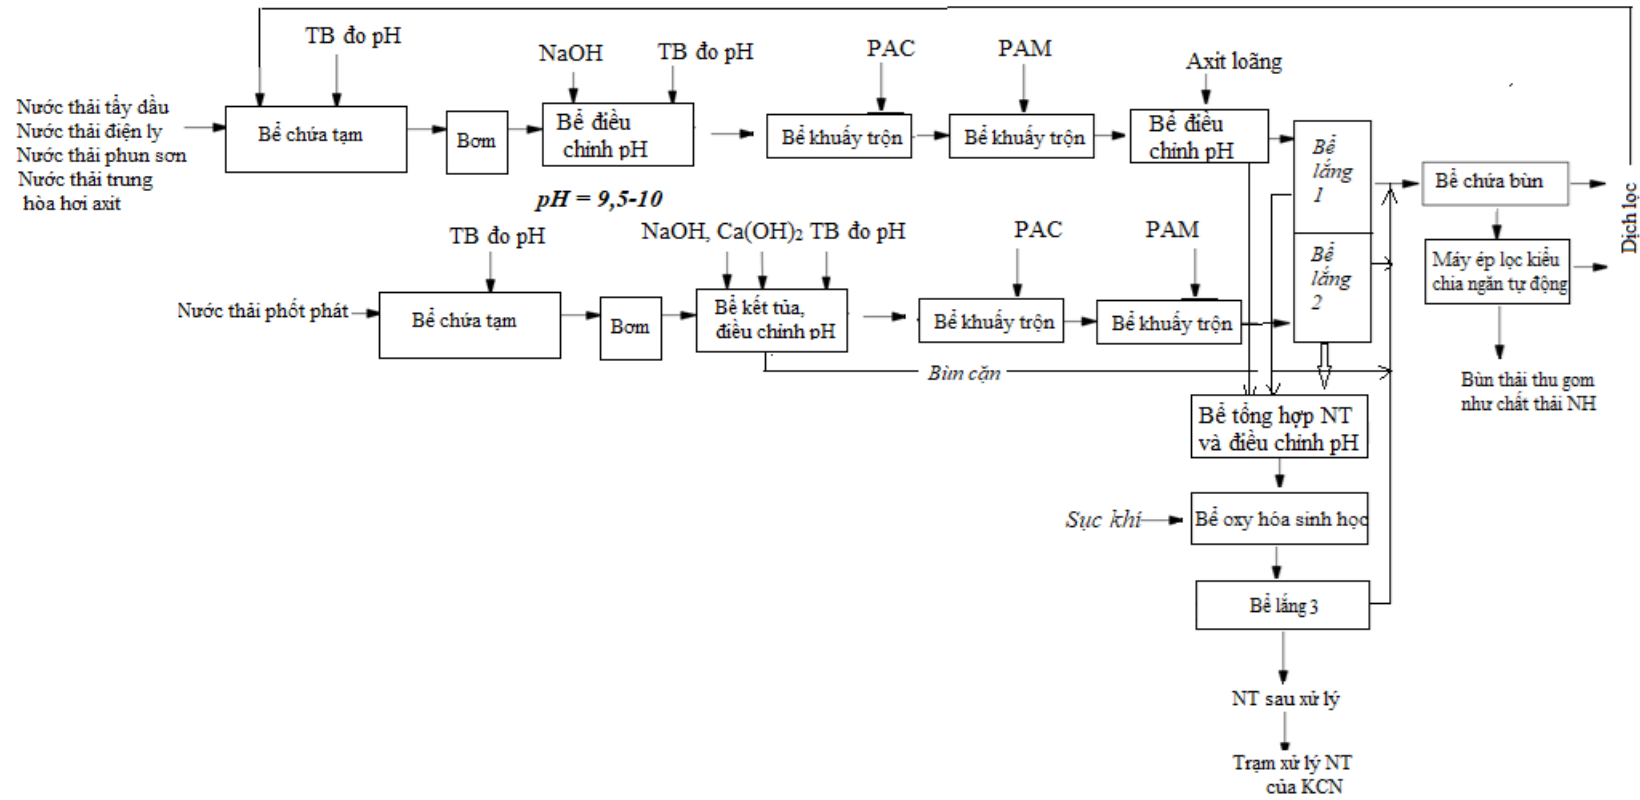 TB đo pH
NaOH
TB đo pH
PAC
PAM
Axit loãng
Nước thải tẩy dầu
Nước thải điện ly
Nước thải phun sơn
Nước thải trung
hòa hơi axit
Bể chứa tạm
Bơm
Bể điều
chỉnh pH
Bể khuấy trộn
Bể khuấy trộn
Bể điều
chỉnh pH
Bể
lắng
1
Bể chứa bùn
Dịch lọc
pH = 9,5-10
TB đo pH
NaOH, Ca(OH)₂ TB đo pH
PAC
PAM
Bể
lắng
2
Máy ép lọc kiểu
chia ngăn tự động
Nước thải phốt phát
Bể chứa tạm
Bơm
Bể kết tủa,
điều chỉnh pH
Bể khuấy trộn
Bể khuấy trộn
Bùn cặn
Bùn thải thu gom
như chất thải NH
Bể tổng hợp NT
và điều chỉnh pH
Sục khí
Bể oxy hóa sinh học
Bể lắng 3
NT sau xử lý
Trạm xử lý NT
của KCN